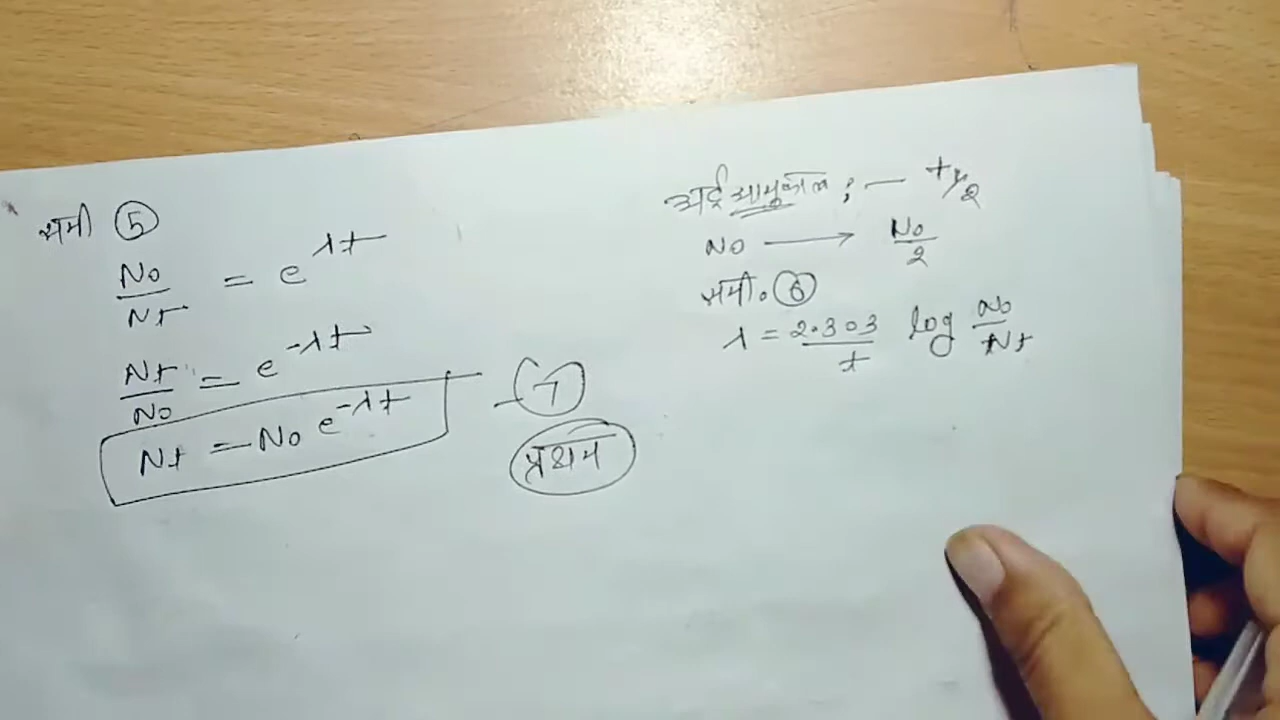 समी ⑤
No/Nt = e^λt
Nt/No = e^-λt
Nt = No e^-λt —⑦
प्रथम
अर्द्ध आयुकाल ; — t1/2
No ⟶ No/2
समी. ⑥
λ = 2.303/t log No/Nt